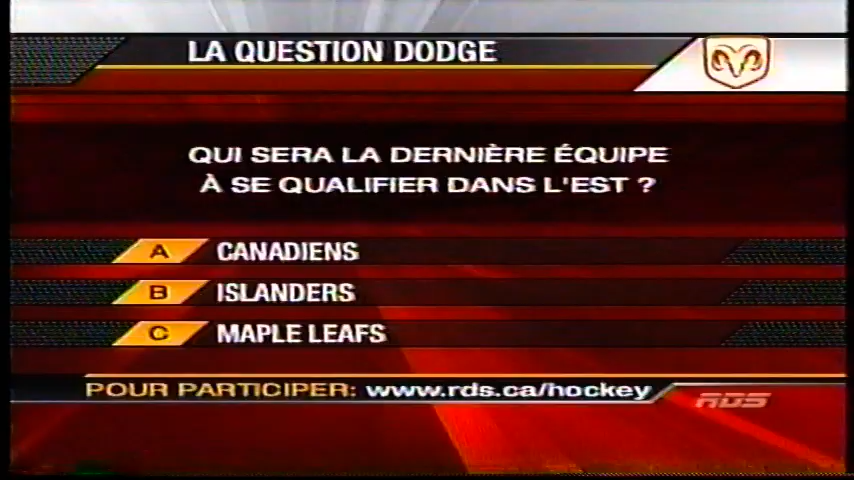 LA QUESTION DODGE
QUI SERA LA DERNIÈRE ÉQUIPE
À SE QUALIFIER DANS L'EST ?
A CANADIENS
B ISLANDERS
C MAPLE LEAFS
POUR PARTICIPER: www.rds.ca/hockey
RDS